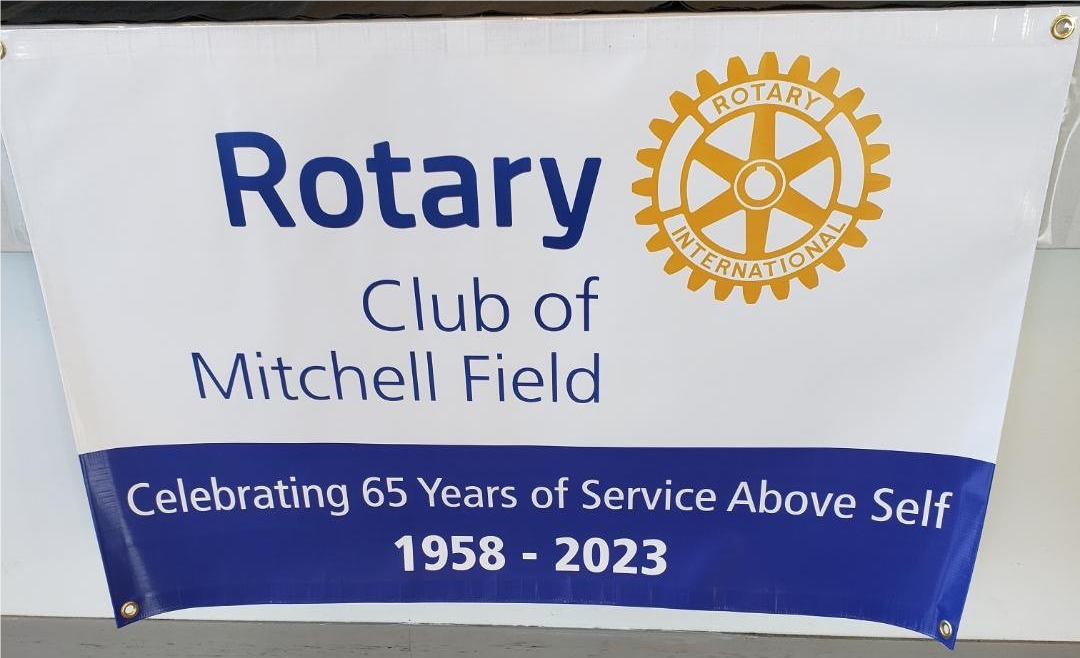 Rotary
Club of
Mitchell Field
ROTARY
INTERNATIONAL
Celebrating 65 Years of Service Above Self
1958 - 2023